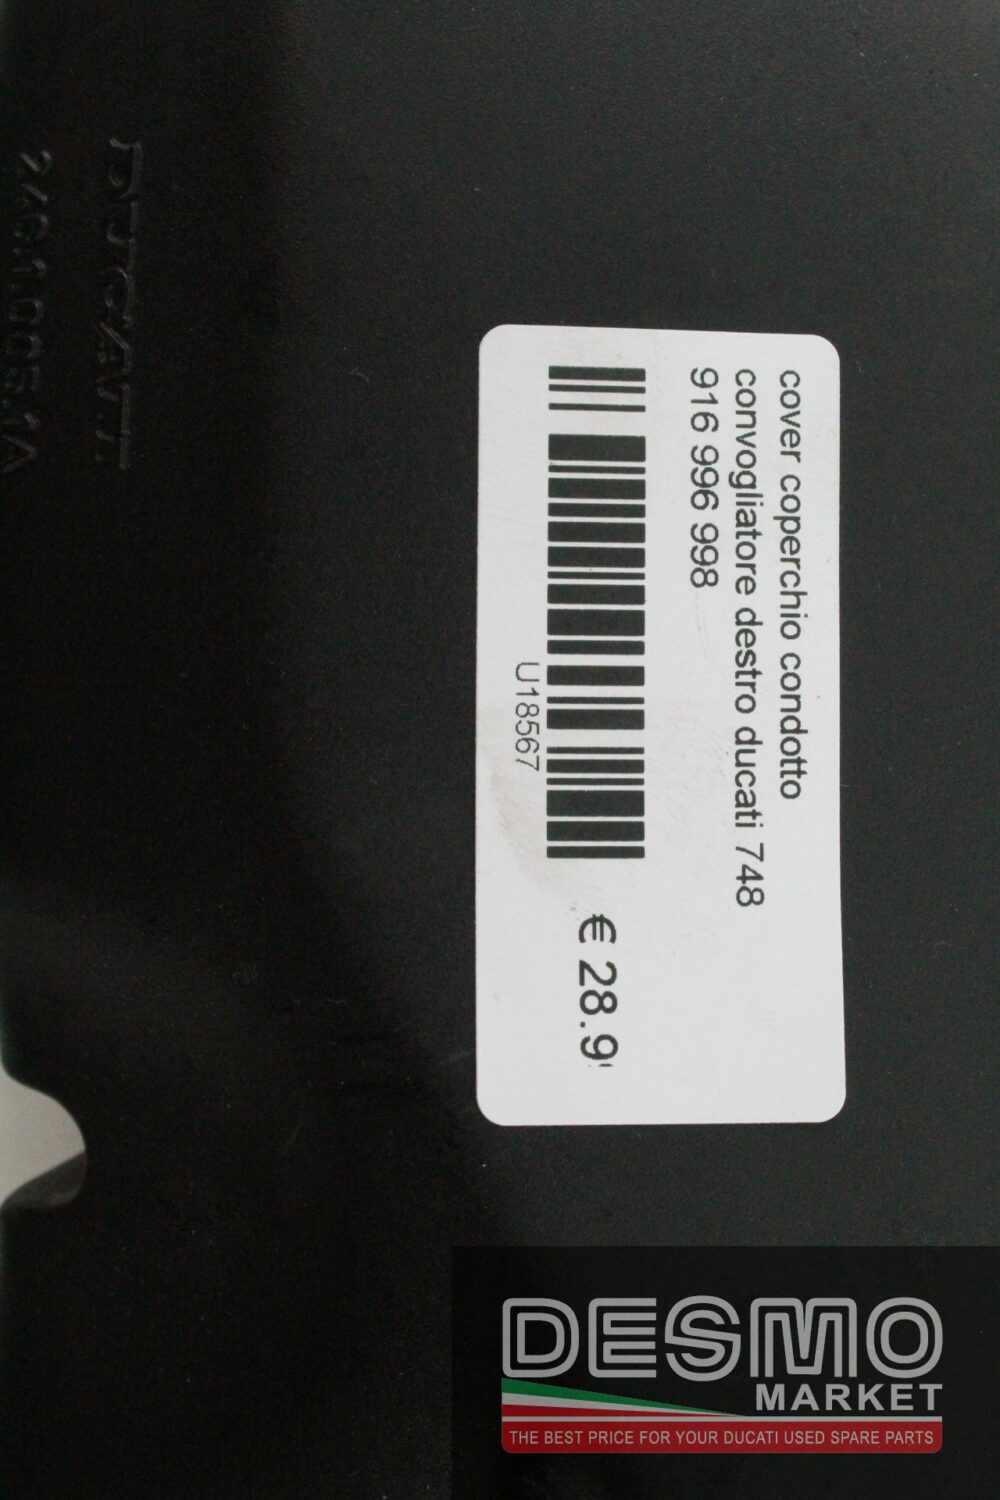 cover coperchio condotto
convogliatore destro ducati 748
916 996 998
U18567
€ 28.9
DUCATI
DESMO
MARKET
THE BEST PRICE FOR YOUR DUCATI USED SPARE PARTS